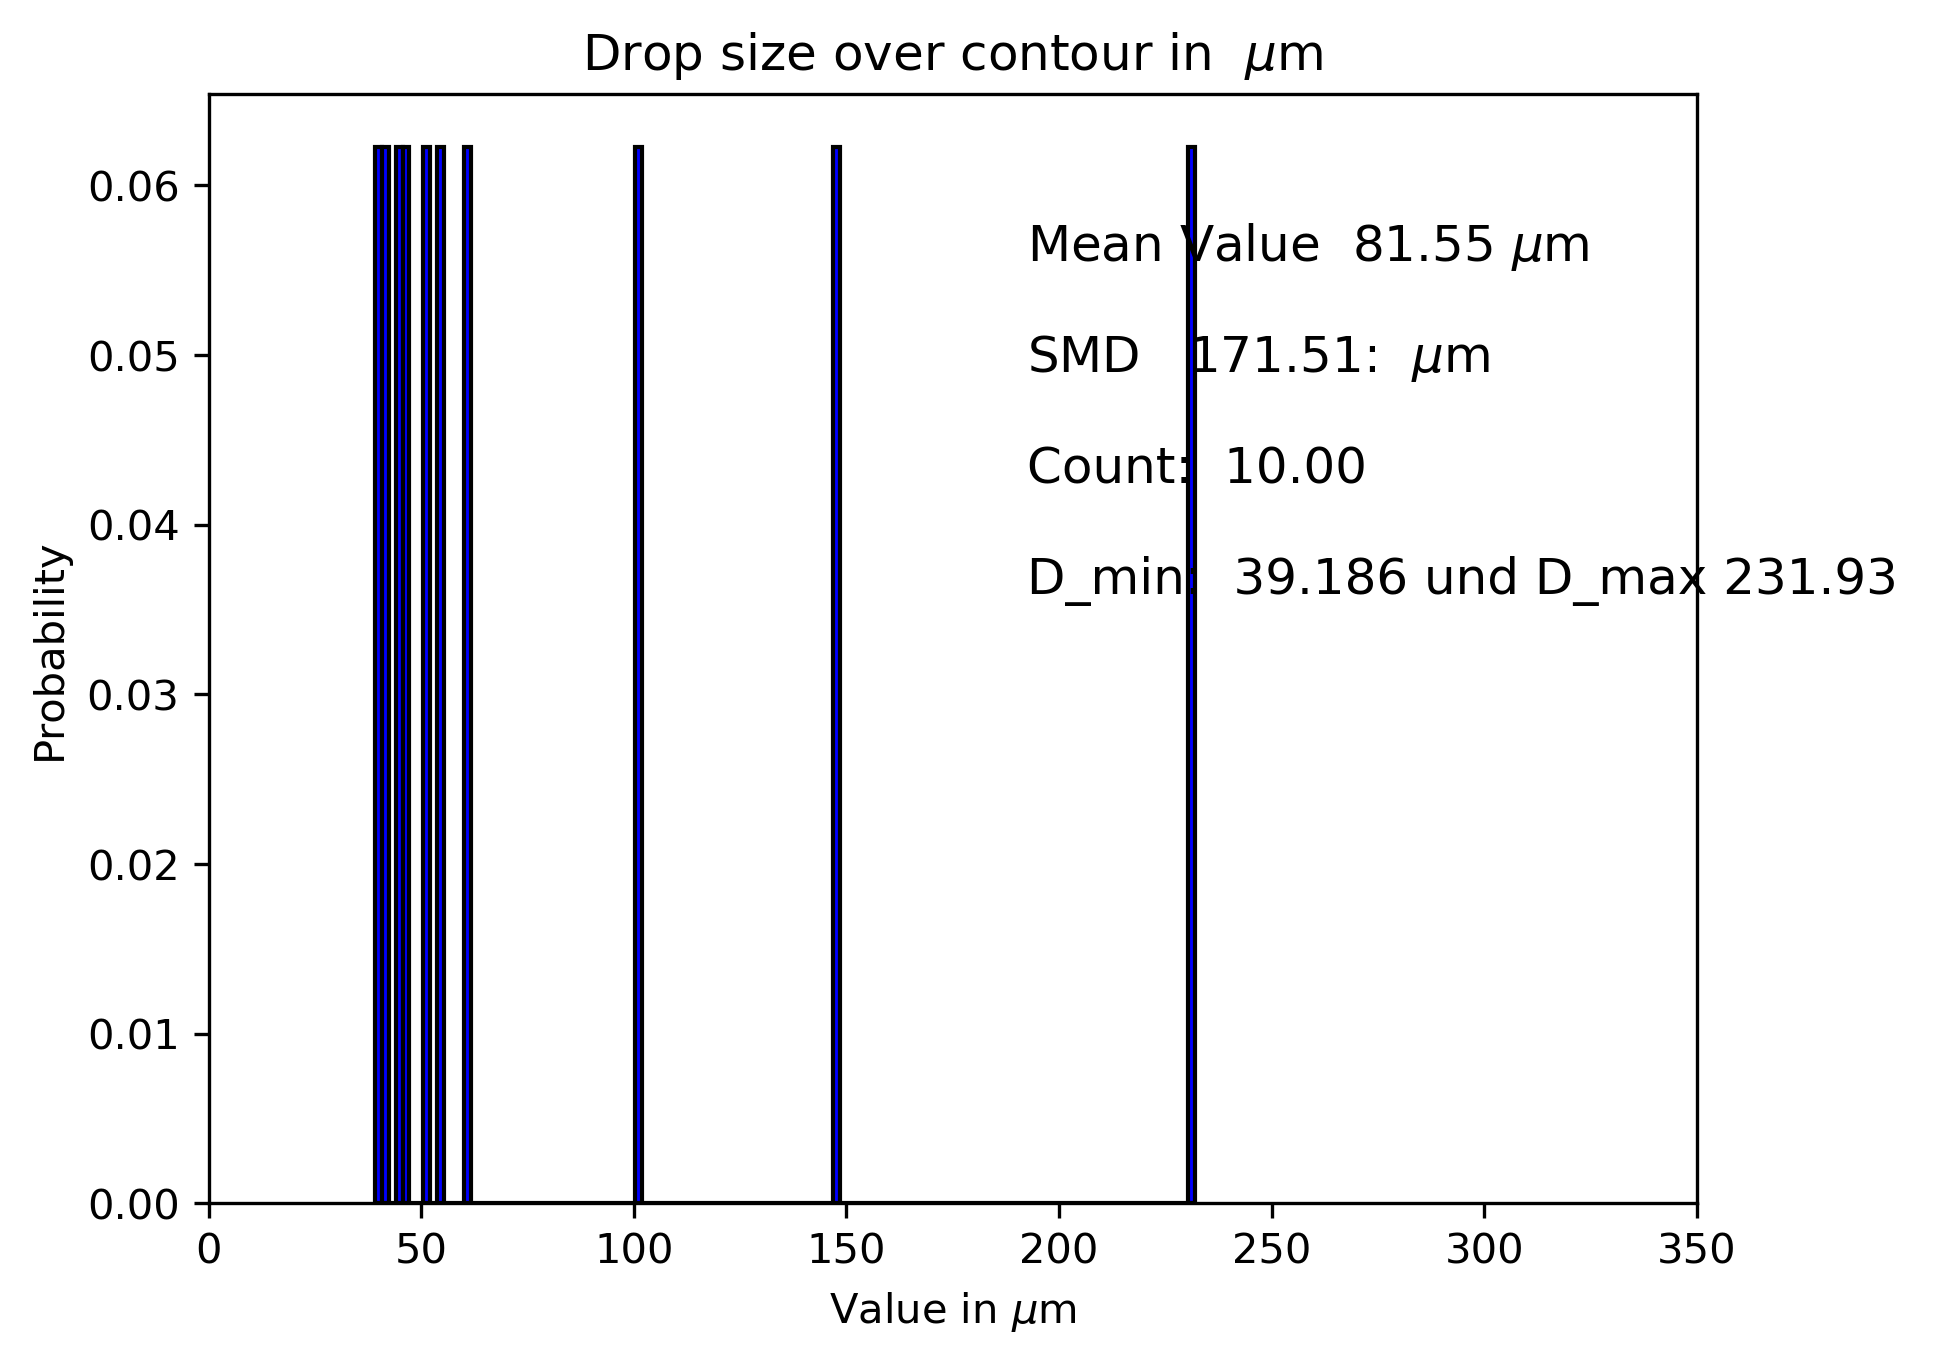 Drop size over contour in μm
0.06
0.05
0.04
0.03
0.02
0.01
0.00
Probability
Mean Value 81.55 μm
SMD 171.51: μm
Count: 10.00
D_min: 39.186 und D_max 231.93
0 50 100 150 200 250 300 350
Value in μm